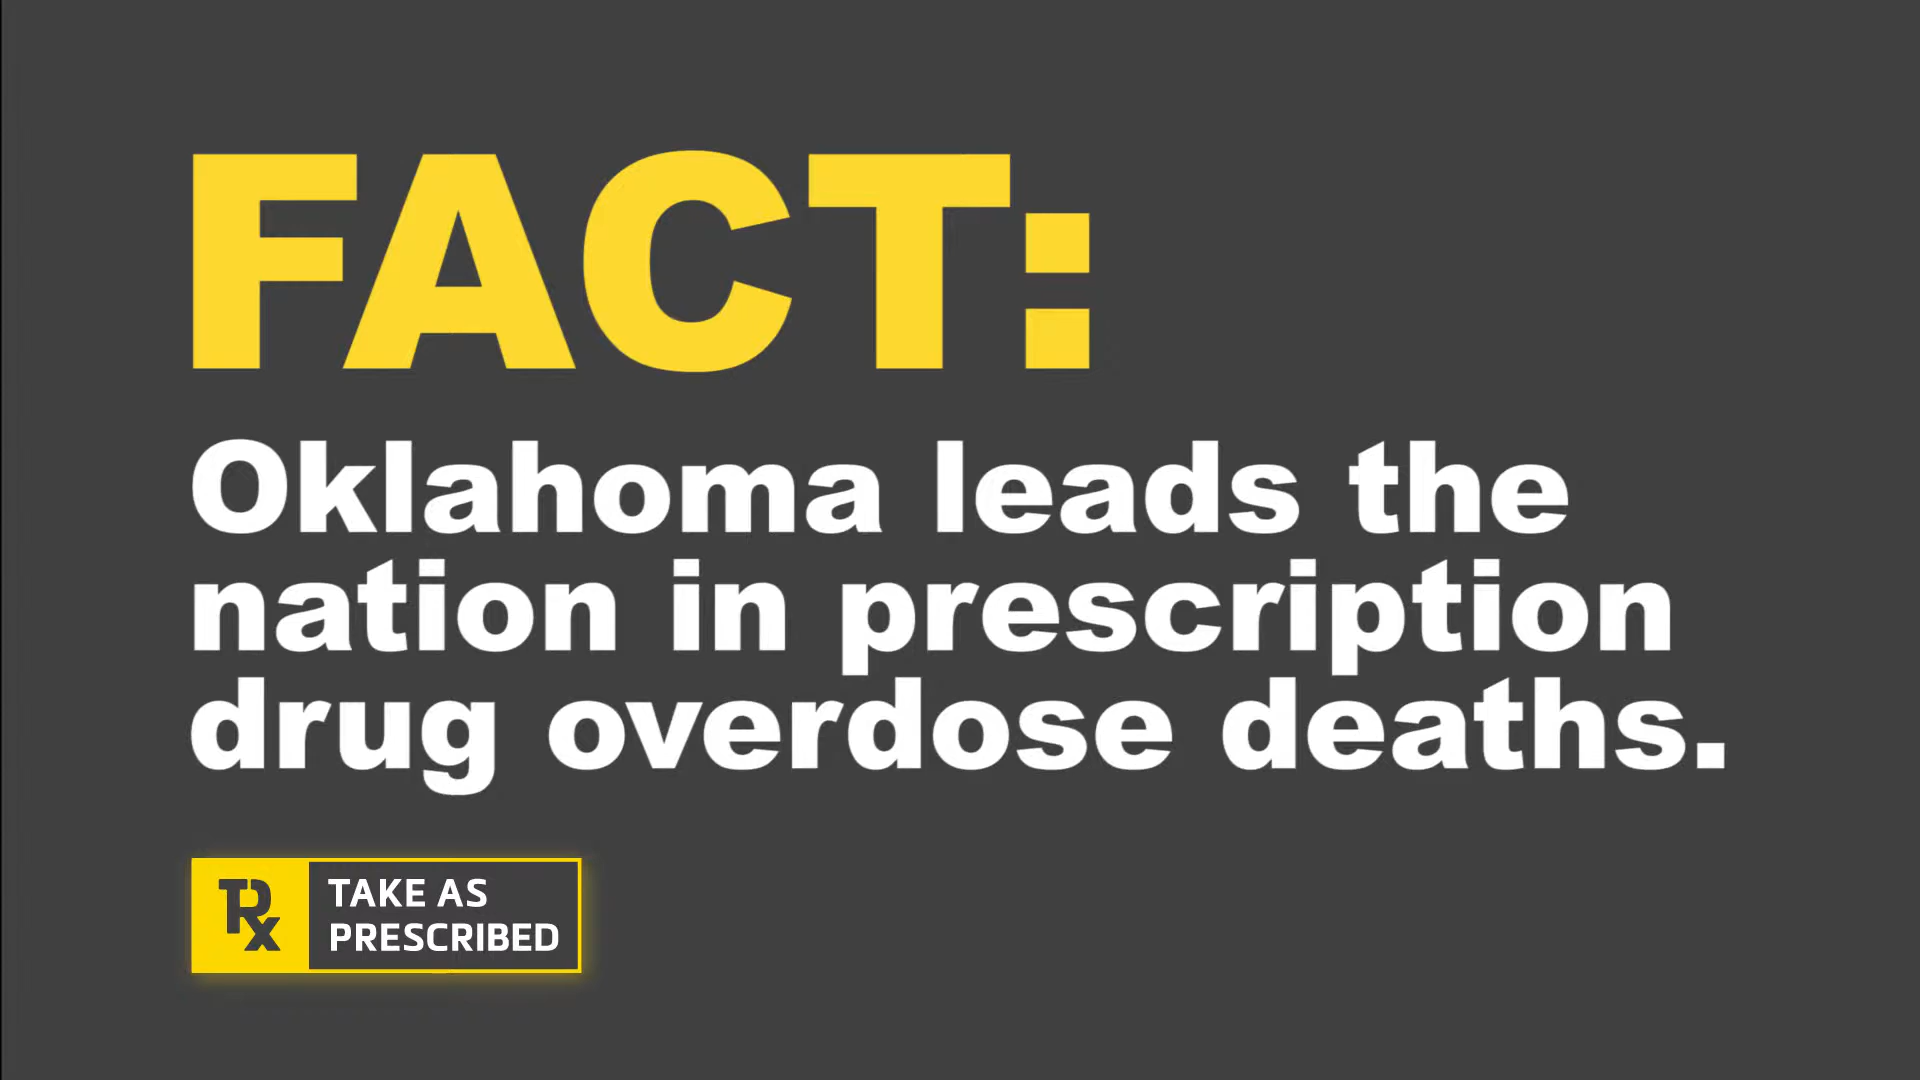 FACT:
Oklahoma leads the
nation in prescription
drug overdose deaths.
TRx
TAKE AS
PRESCRIBED